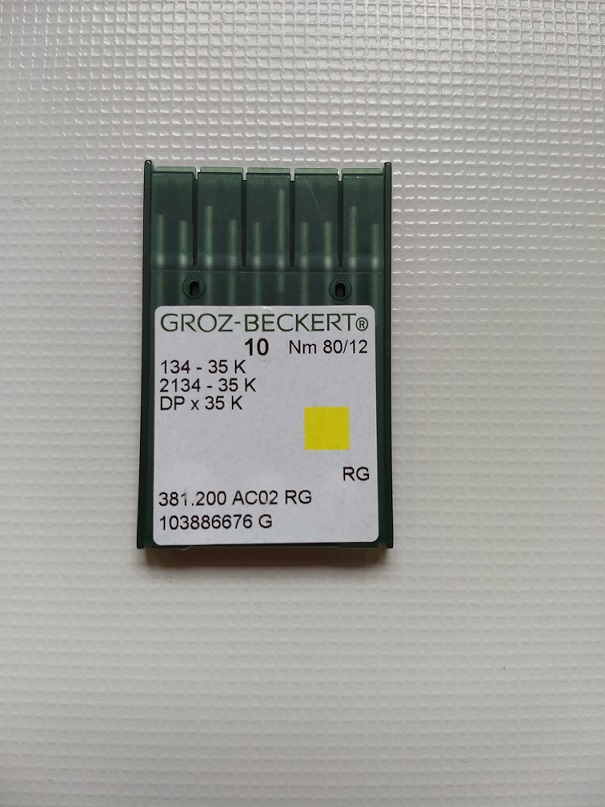 GROZ-BECKERT®
10 Nm 80/12
134 - 35 K
2134 - 35 K
DP x 35 K
RG
381.200 AC02 RG
103886676 G